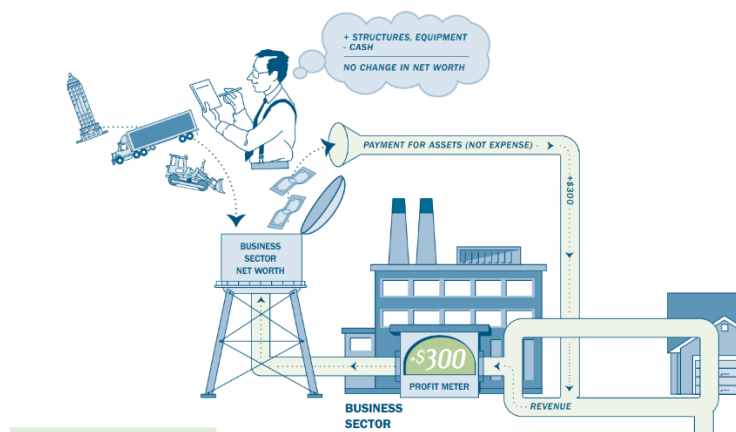 + STRUCTURES, EQUIPMENT
- CASH
NO CHANGE IN NET WORTH
PAYMENT FOR ASSETS (NOT EXPENSE)
+$300
BUSINESS
SECTOR
NET WORTH
+$300
PROFIT METER
REVENUE
BUSINESS
SECTOR